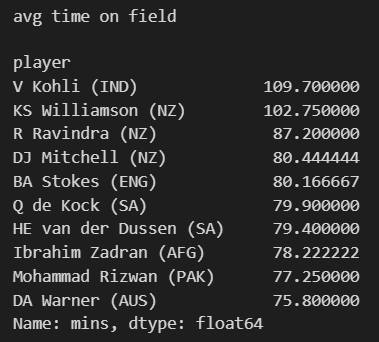 avg time on field
player
V Kohli (IND) 109.700000
KS Williamson (NZ) 102.750000
R Ravindra (NZ) 87.200000
DJ Mitchell (NZ) 80.444444
BA Stokes (ENG) 80.166667
Q de Kock (SA) 79.900000
HE van der Dussen (SA) 79.400000
Ibrahim Zadran (AFG) 78.222222
Mohammad Rizwan (PAK) 77.250000
DA Warner (AUS) 75.800000
Name: mins, dtype: float64